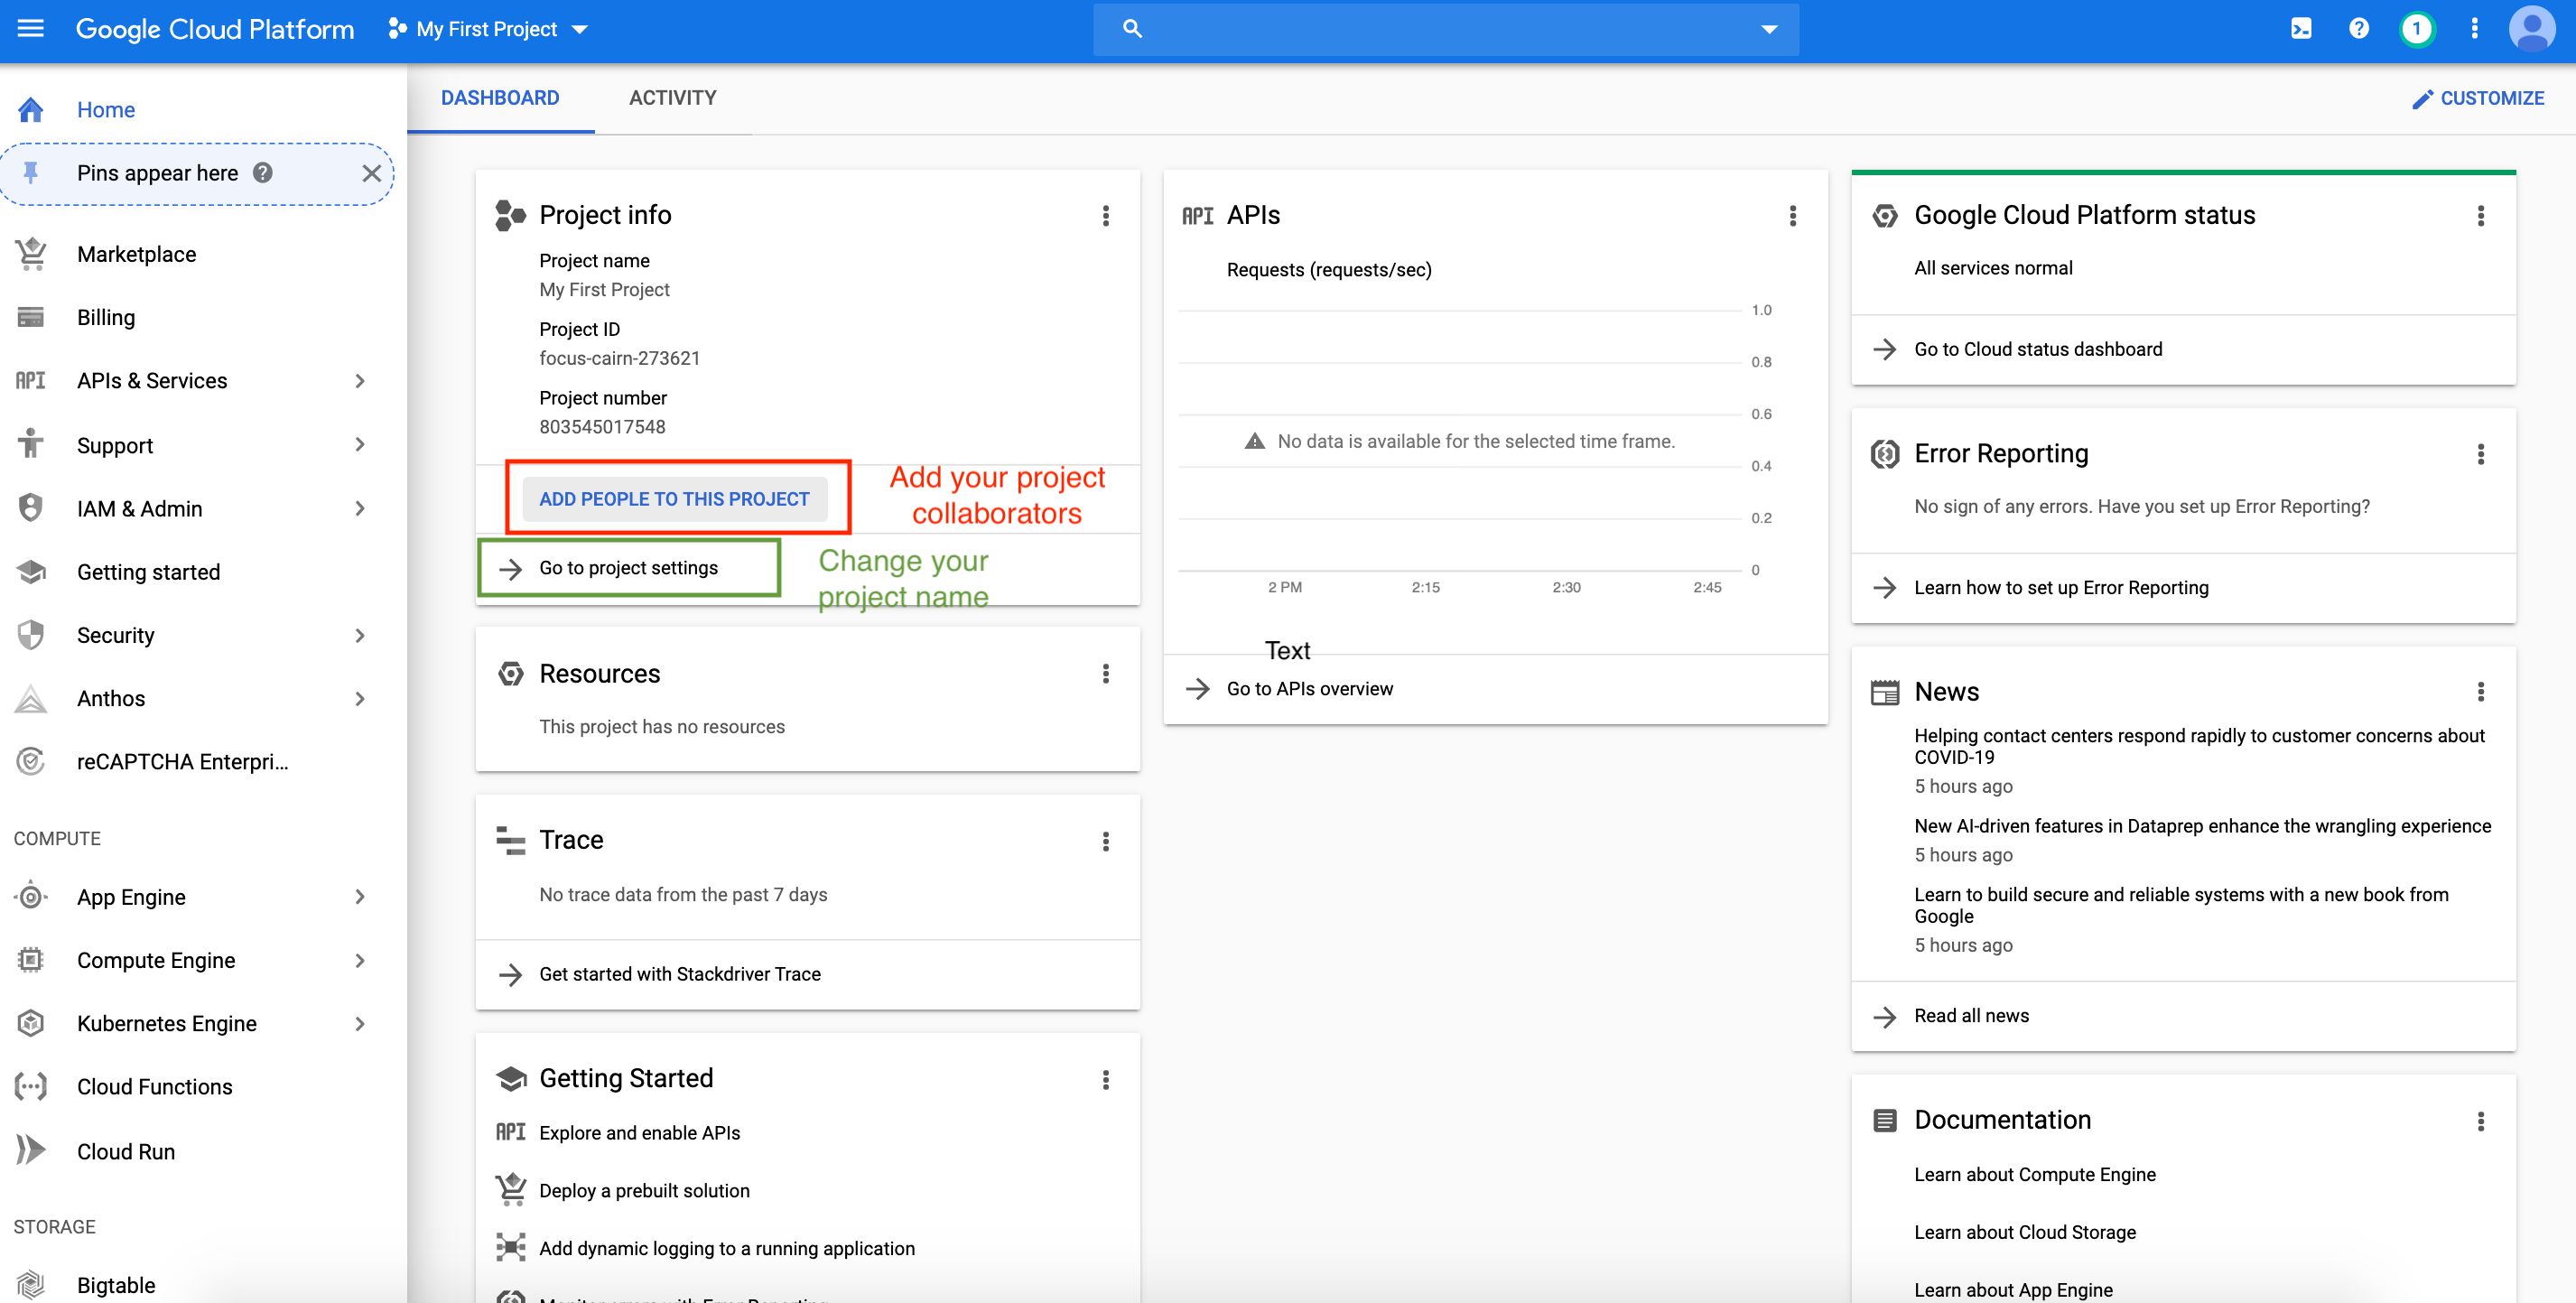 Google Cloud Platform
My First Project
1
Home
Pins appear here
Marketplace
Billing
API
APIs & Services
Support
IAM & Admin
Getting started
Security
Anthos
reCAPTCHA Enterpri...
COMPUTE
App Engine
Compute Engine
Kubernetes Engine
Cloud Functions
Cloud Run
STORAGE
Bigtable
DASHBOARD
ACTIVITY
CUSTOMIZE
Project info
Project name
My First Project
Project ID
focus-cairn-273621
Project number
803545017548
ADD PEOPLE TO THIS PROJECT
Add your project
collaborators
Go to project settings
Change your
project name
Resources
This project has no resources
Trace
No trace data from the past 7 days
Get started with Stackdriver Trace
Getting Started
API
Explore and enable APIs
Deploy a prebuilt solution
Add dynamic logging to a running application
Monitor errors with Error Reporting
API
APIs
Requests (requests/sec)
1.0
0.8
0.6
No data is available for the selected time frame.
0.4
0.2
0
2 PM
2:15
2:30
2:45
Text
Go to APIs overview
Google Cloud Platform status
All services normal
Go to Cloud status dashboard
Error Reporting
No sign of any errors. Have you set up Error Reporting?
Learn how to set up Error Reporting
News
Helping contact centers respond rapidly to customer concerns about
COVID-19
5 hours ago
New AI-driven features in Dataprep enhance the wrangling experience
5 hours ago
Learn to build secure and reliable systems with a new book from
Google
5 hours ago
Read all news
Documentation
Learn about Compute Engine
Learn about Cloud Storage
Learn about App Engine